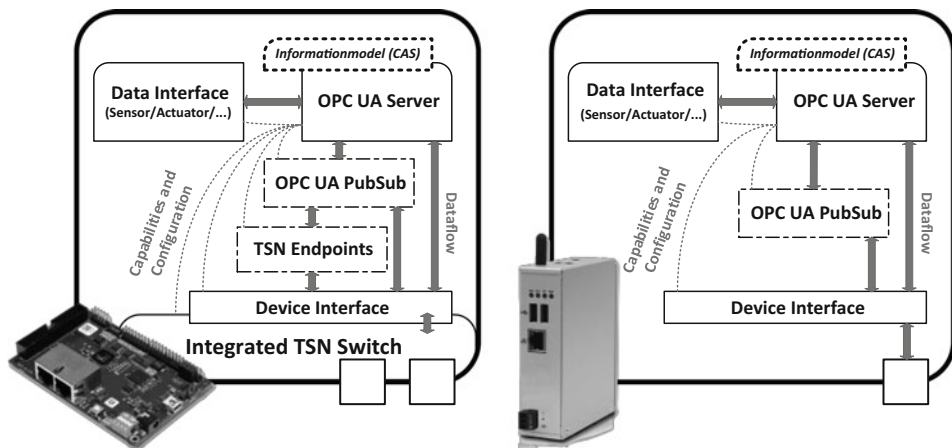 Informationmodel (CAS)
Data Interface
(Sensor/Actuator/...)
OPC UA Server
OPC UA PubSub
TSN Endpoints
Capabilities and
Configuration
Dataflow
Device Interface
Integrated TSN Switch
Informationmodel (CAS)
Data Interface
(Sensor/Actuator/...)
OPC UA Server
OPC UA PubSub
Capabilities and
Configuration
Dataflow
Device Interface